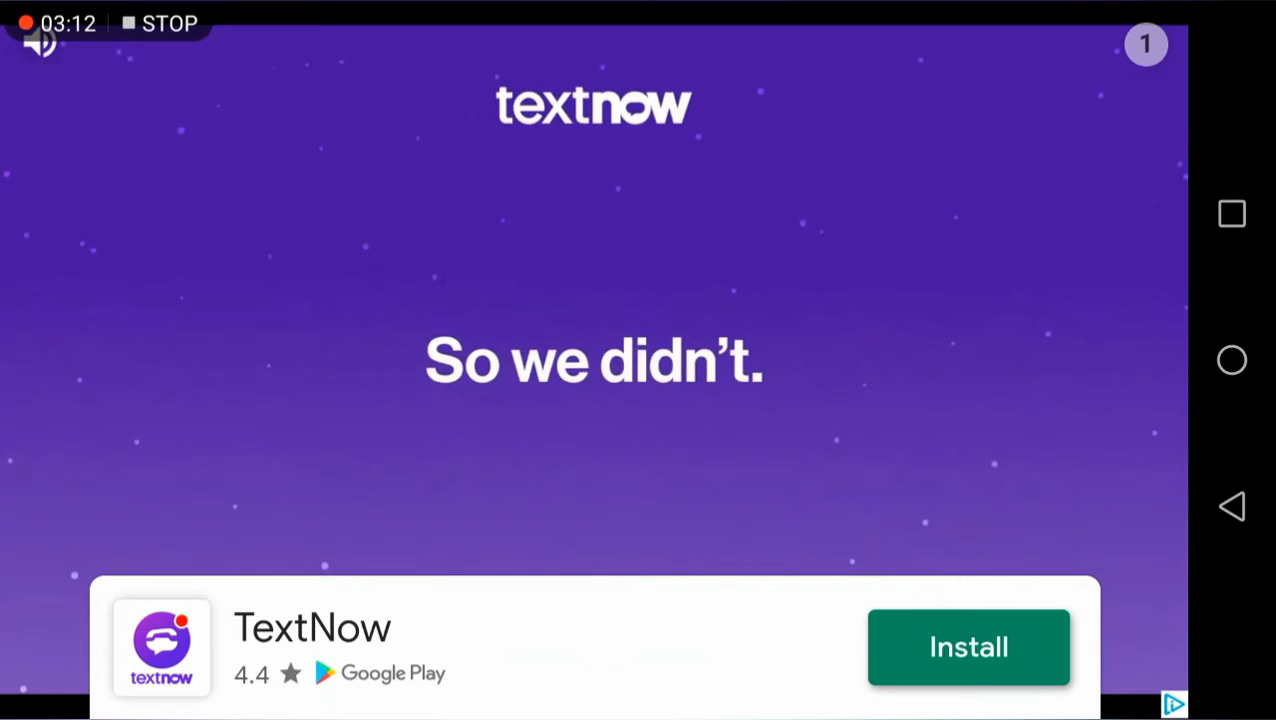 03:12 STOP
1
textnow
So we didn't.
TextNow
textnow
4.4 ★ Google Play
Install